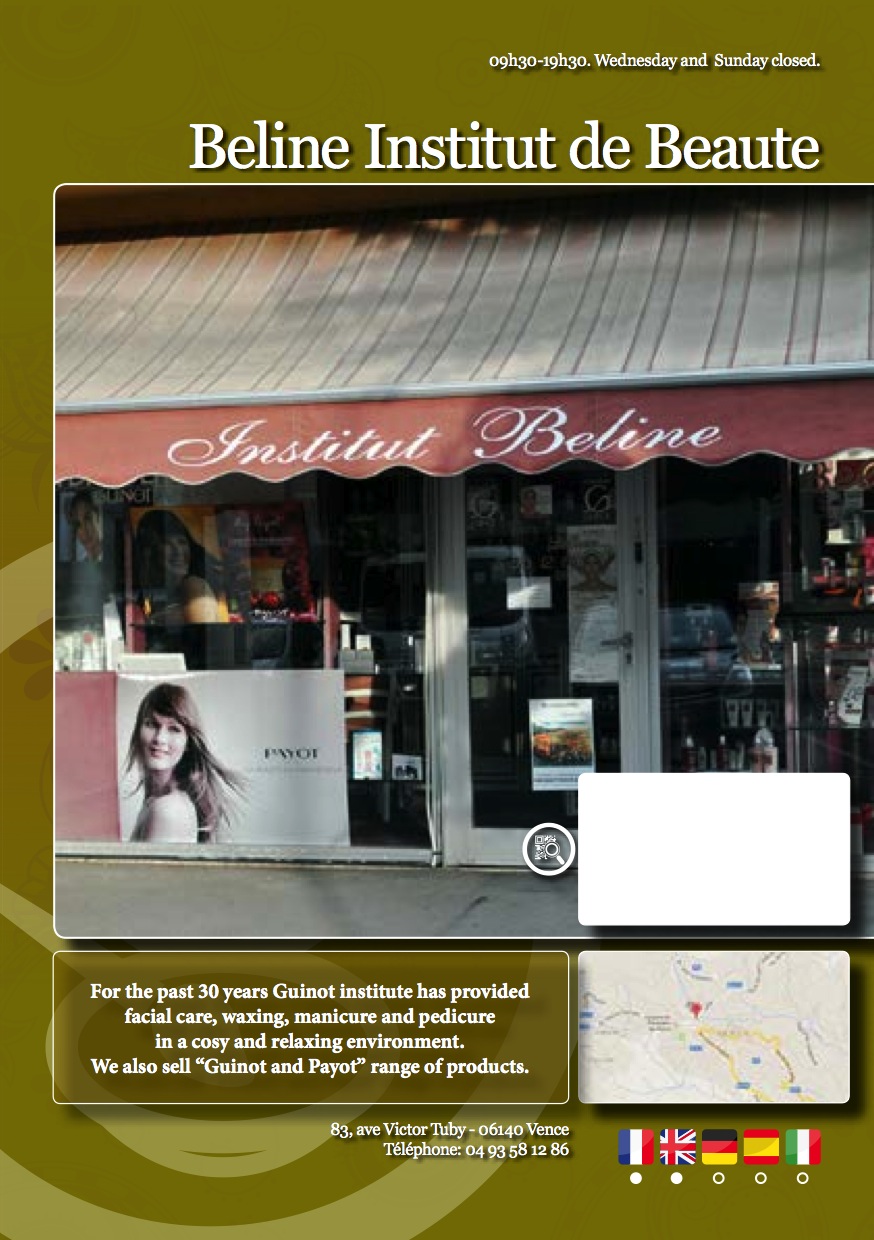 09h30-19h30. Wednesday and Sunday closed.
Beline Institut de Beaute
Institut Beline
GUINOT
PAYOT
For the past 30 years Guinot institute has provided
facial care, waxing, manicure and pedicure
in a cosy and relaxing environment.
We also sell “Guinot and Payot” range of products.
83, ave Victor Tuby - 06140 Vence
Téléphone: 04 93 58 12 86